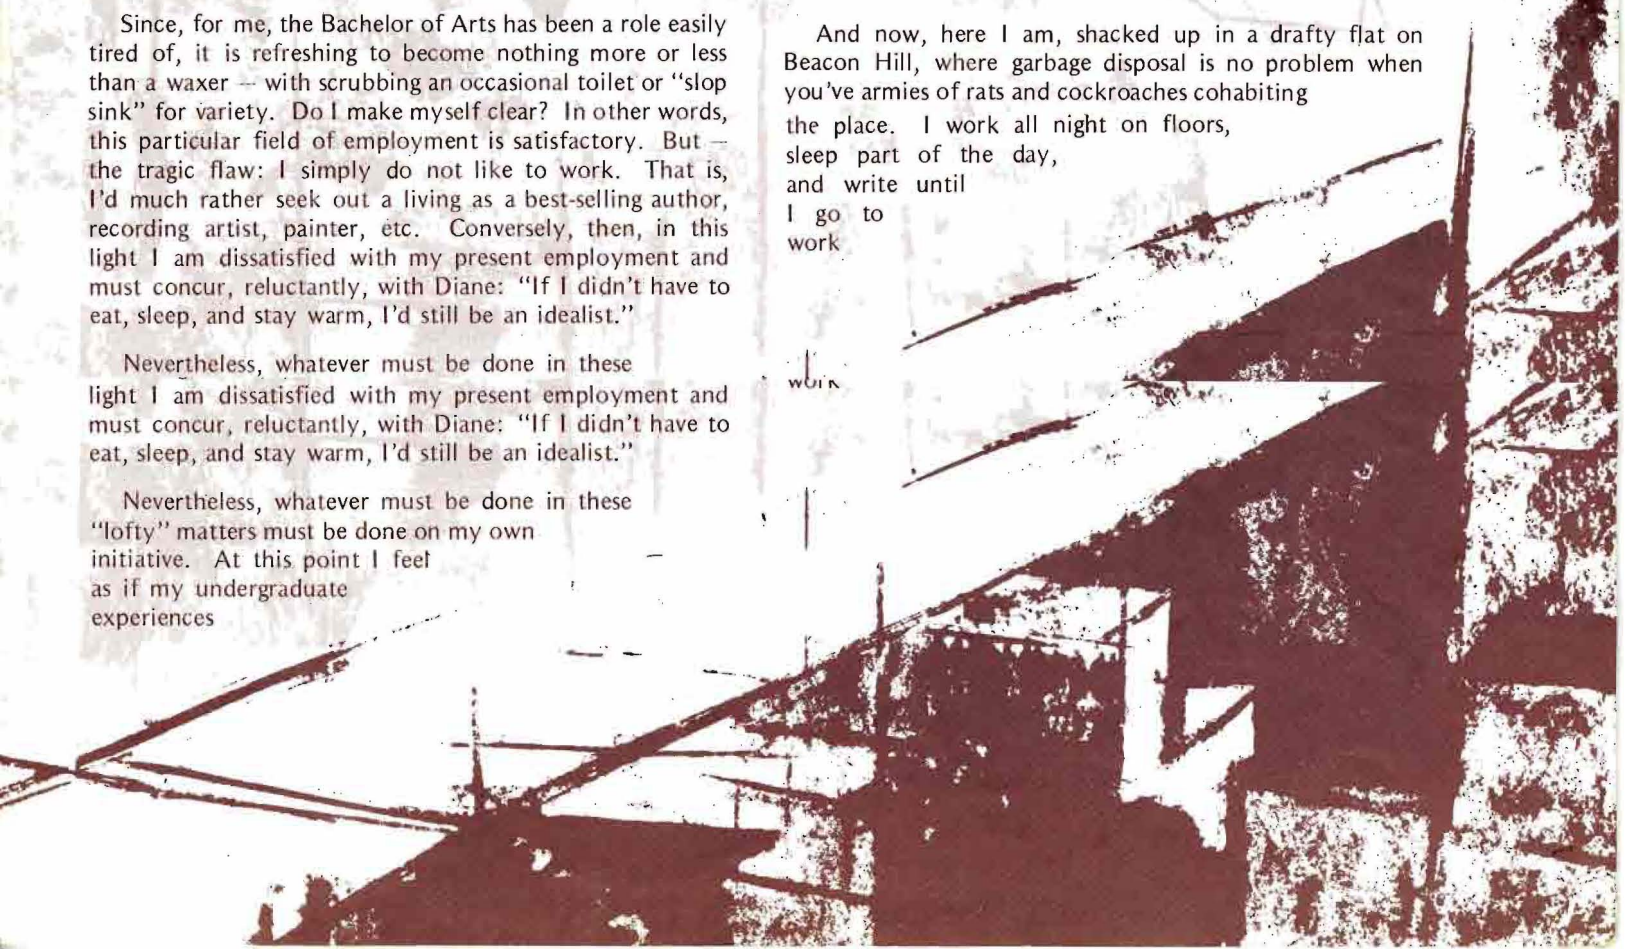 Since, for me, the Bachelor of Arts has been a role easily
tired of, it is refreshing to become nothing more or less
than a waxer — with scrubbing an occasional toilet or “slop
sink” for variety. Do I make myself clear? In other words,
this particular field of employment is satisfactory. But —
the tragic flaw: I simply do not like to work. That is,
I’d much rather seek out a living as a best-selling author,
recording artist, painter, etc. Conversely, then, in this
light I am dissatisfied with my present employment and
must concur, reluctantly, with Diane: “If I didn’t have to
eat, sleep, and stay warm, I’d still be an idealist.”
Nevertheless, whatever must be done in these
light I am dissatisfied with my present employment and
must concur, reluctantly, with Diane: “If I didn’t have to
eat, sleep, and stay warm, I’d still be an idealist.”
Nevertheless, whatever must be done in these
“lofty” matters must be done on my own
initiative. At this point I feel
as if my undergraduate
experiences
And now, here I am, shacked up in a drafty flat on
Beacon Hill, where garbage disposal is no problem when
you’ve armies of rats and cockroaches cohabiting
the place. I work all night on floors,
sleep part of the day,
and write until
I go to
work